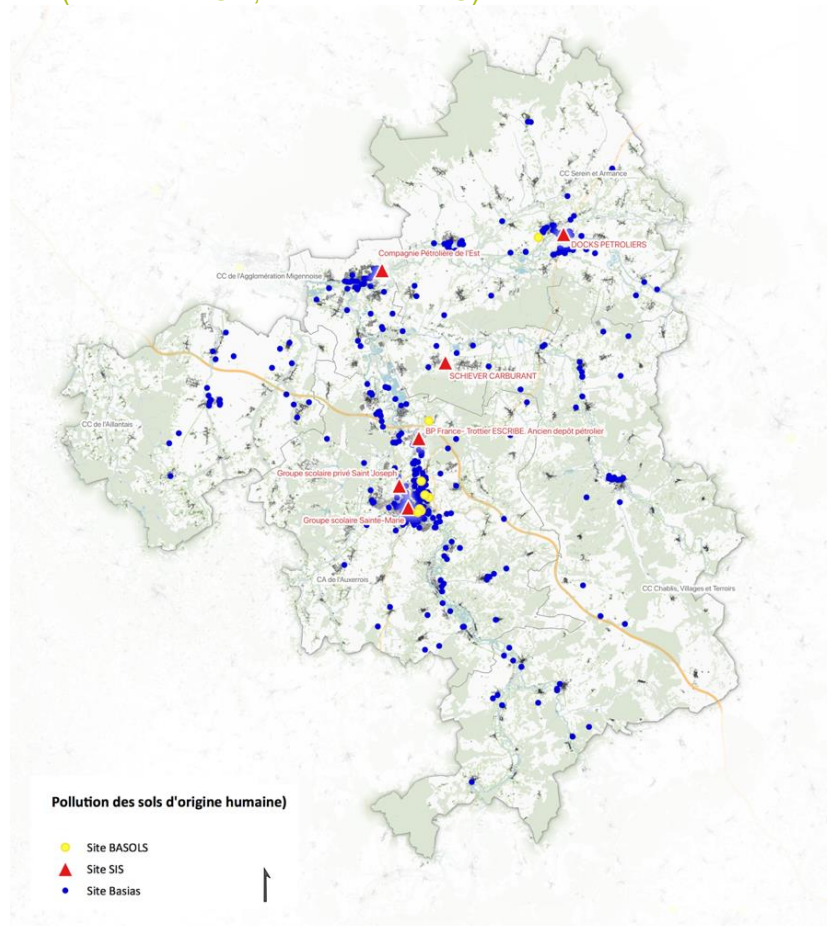 CC Serein et Armance
DOCKS PETROLIERS
Compagnie Pétrolière de l'Est
CC de l'Agglomération Migennoise
SCHIEVER CARBURANT
CC de l'Aillantais
BP France- Trottier ESCRIBE. Ancien depôt pétrolier
Groupe scolaire privé Saint Joseph
Groupe scolaire Sainte-Marie
CA de l'Auxerrois
CC Chablis, Villages et Terroirs
Pollution des sols d'origine humaine)
Site BASOLS
Site SIS
Site Basias